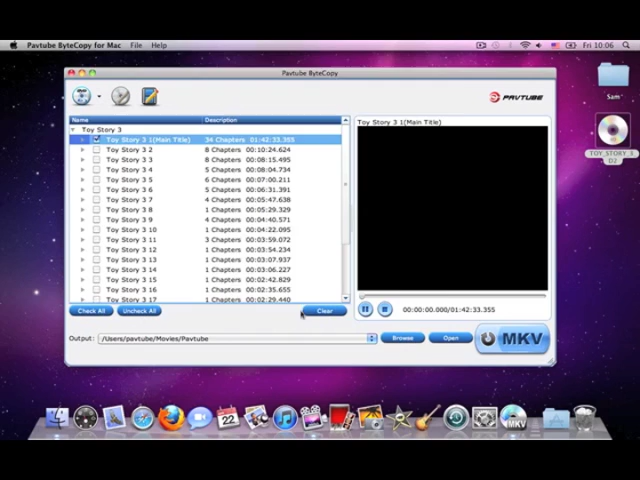 Pavtube ByteCopy for Mac File Help Fri 10:06
Pavtube ByteCopy
PAVTUBE
Sam
TOY_STORY_3_D2
Name Description
Toy Story 3 1(Main Title)
Toy Story 3
Toy Story 3 1(Main Title) 34 Chapters 01:42:33.355
Toy Story 3 2 8 Chapters 00:10:24.624
Toy Story 3 3 8 Chapters 00:08:15.495
Toy Story 3 4 5 Chapters 00:08:04.734
Toy Story 3 5 6 Chapters 00:07:00.211
Toy Story 3 6 5 Chapters 00:06:31.391
Toy Story 3 7 4 Chapters 00:05:47.638
Toy Story 3 8 1 Chapters 00:05:29.329
Toy Story 3 9 4 Chapters 00:04:40.571
Toy Story 3 10 1 Chapters 00:04:22.095
Toy Story 3 11 3 Chapters 00:03:59.072
Toy Story 3 12 1 Chapters 00:03:54.234
Toy Story 3 13 1 Chapters 00:03:07.937
Toy Story 3 14 1 Chapters 00:03:06.227
Toy Story 3 15 1 Chapters 00:02:42.829
Toy Story 3 16 1 Chapters 00:02:35.655
Toy Story 3 17 1 Chapters 00:02:29.440
Check All Uncheck All Clear
00:00:00.000/01:42:33.355
Output: /Users/pavtube/Movies/Pavtube Browse Open
MKV
22
MKV